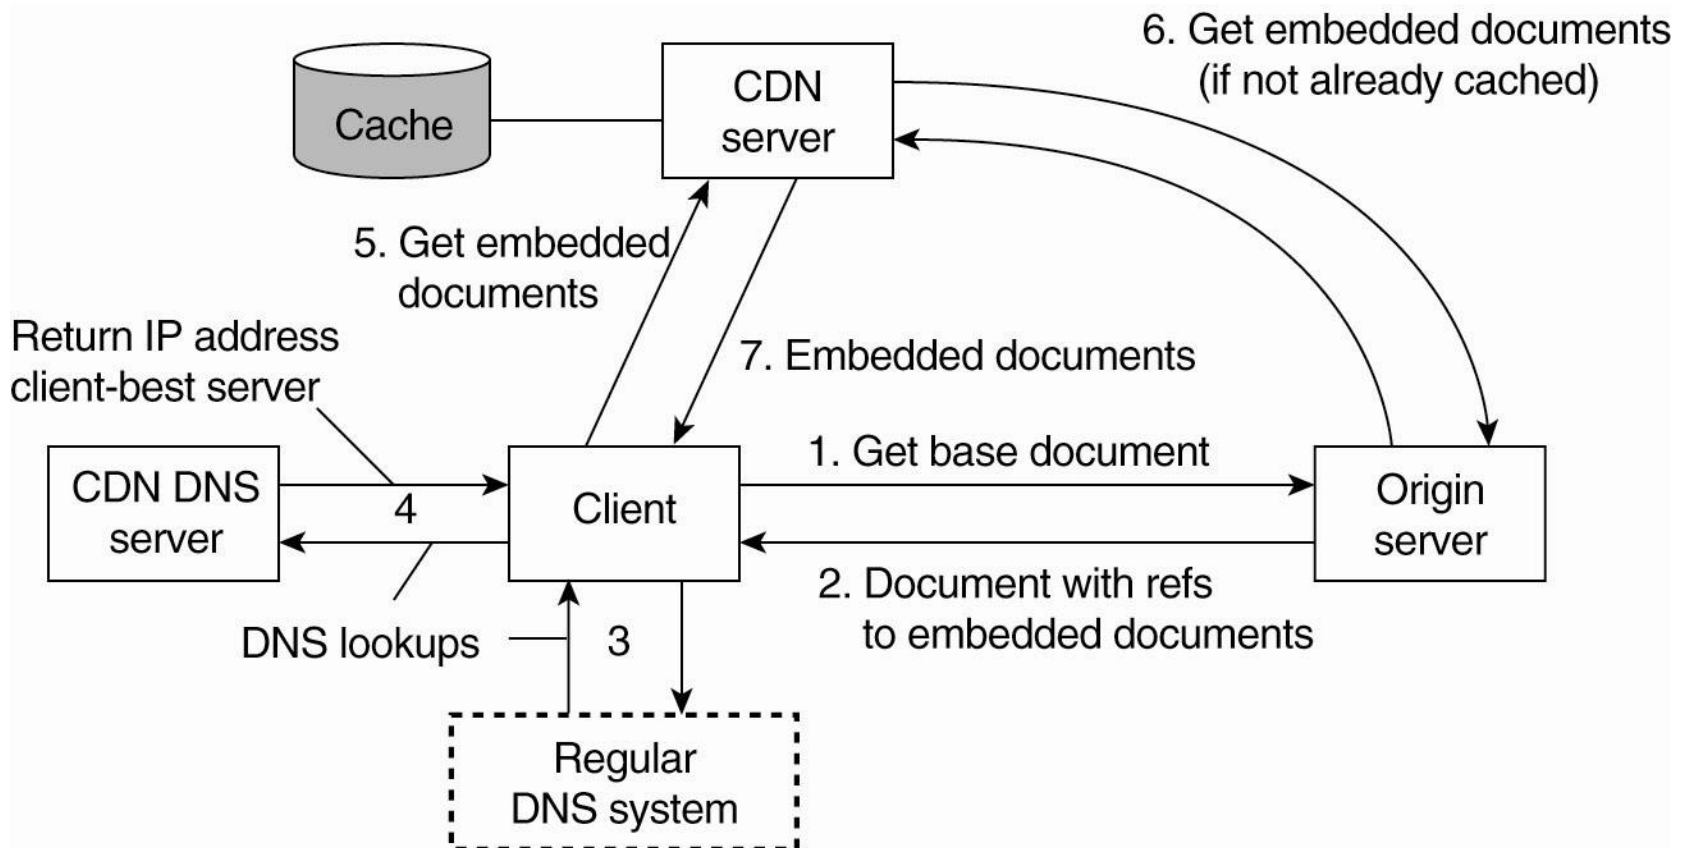 6. Get embedded documents
(if not already cached)
CDN
server
Cache
5. Get embedded
documents
7. Embedded documents
Return IP address
client-best server
1. Get base document
CDN DNS
server
4
Client
Origin
server
2. Document with refs
to embedded documents
DNS lookups
3
Regular
DNS system